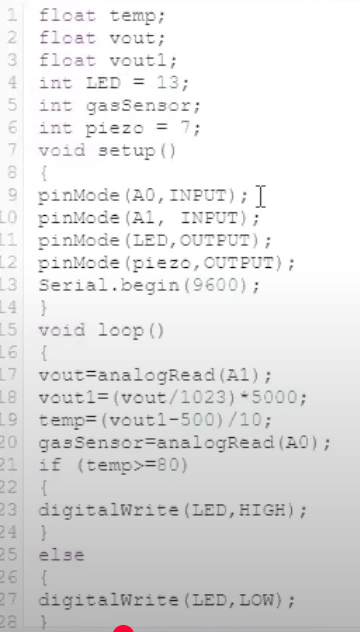 1 float temp;
2 float vout;
3 float vout1;
4 int LED = 13;
5 int gasSensor;
6 int piezo = 7;
7 void setup()
8 {
9 pinMode(A0,INPUT);
10 pinMode(A1, INPUT);
11 pinMode(LED,OUTPUT);
12 pinMode(piezo,OUTPUT);
13 Serial.begin(9600);
14 }
15 void loop()
16 {
17 vout=analogRead(A1);
18 vout1=(vout/1023)*5000;
19 temp=(vout1-500)/10;
20 gasSensor=analogRead(A0);
21 if (temp>=80)
22 {
23 digitalWrite(LED,HIGH);
24 }
25 else
26 {
27 digitalWrite(LED,LOW);
28 }